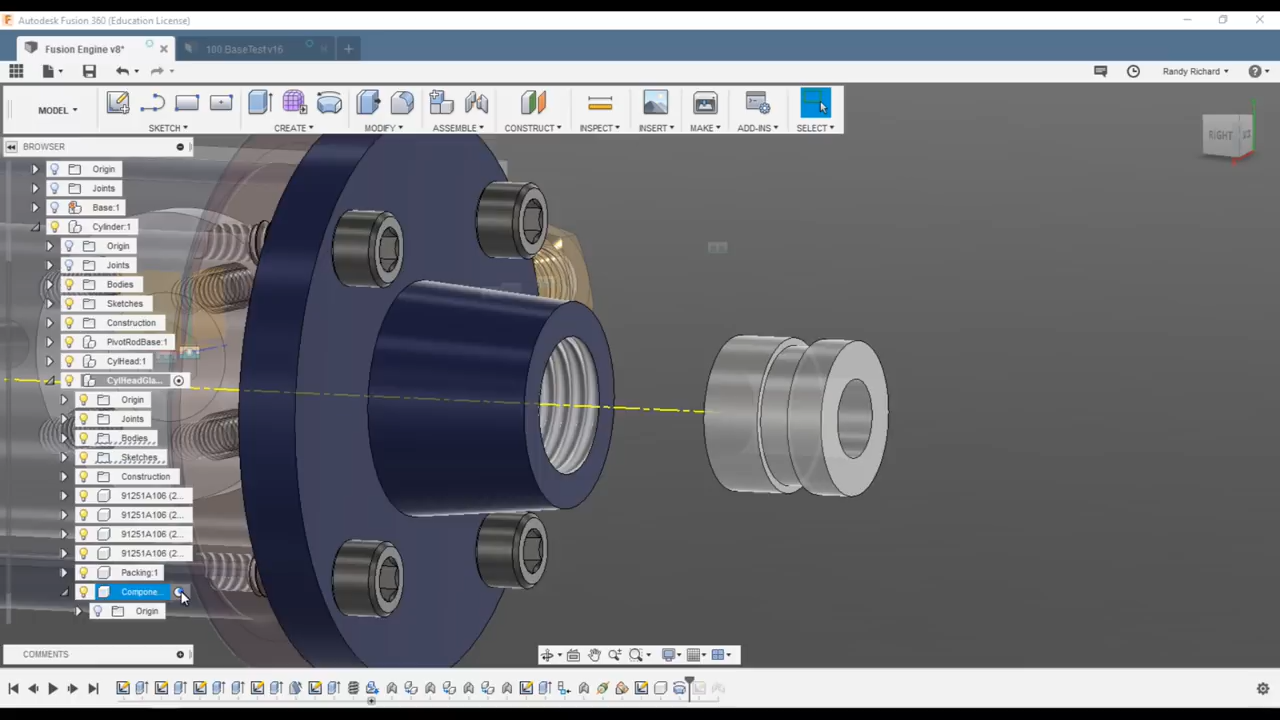 Autodesk Fusion 360 (Education License)
Fusion Engine v8*
100 BaseTest v16
Randy Richard
MODEL
SKETCH CREATE MODIFY ASSEMBLE CONSTRUCT INSPECT INSERT MAKE ADD-INS SELECT
BROWSER
RIGHT
Origin
Joints
Base:1
Cylinder:1
Origin
Joints
Bodies
Sketches
Construction
PivotRodBase:1
CylHead:1
CylHeadGla...
Origin
Joints
Bodies
Sketches
Construction
91251A106 (2...
91251A106 (2...
91251A106 (2...
91251A106 (2...
Packing:1
Compone...
Origin
COMMENTS